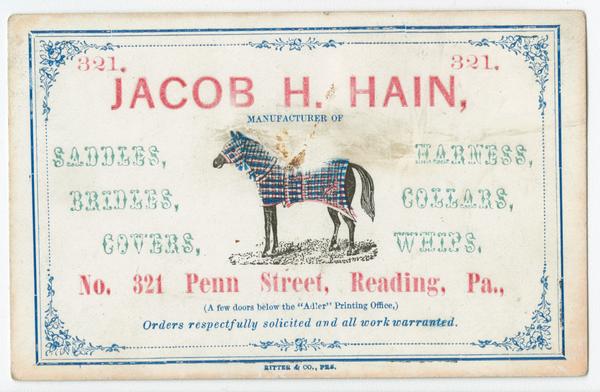 321. 321.
JACOB H. HAIN,
MANUFACTURER OF
SADDLES, HARNESS,
BRIDLES, COLLARS,
COVERS, WHIPS.
No. 321 Penn Street, Reading, Pa.,
(A few doors below the "Adler" Printing Office,)
Orders respectfully solicited and all work warranted.
RITTER & CO., PRS.